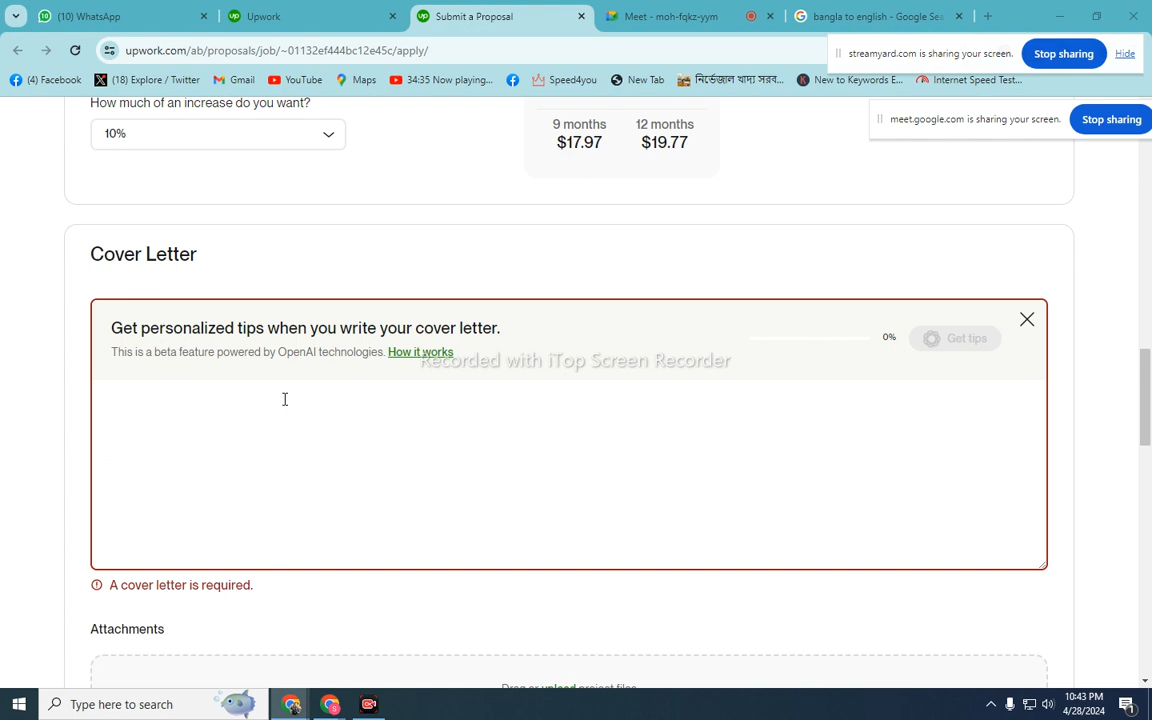 (10) WhatsApp
Upwork
Submit a Proposal
Meet - moh-fqkz-yym
bangla to english - Google Sea
upwork.com/ab/proposals/job/~01132ef444bc12e45c/apply/
streamyard.com is sharing your screen.
Stop sharing
Hide
(4) Facebook
(18) Explore / Twitter
Gmail
YouTube
Maps
34:35 Now playing...
Speed4you
New Tab
নির্ভেজাল খাদ্য সরব...
New to Keywords E...
Internet Speed Test...
How much of an increase do you want?
10%
9 months
12 months
$17.97
$19.77
meet.google.com is sharing your screen.
Stop sharing
Cover Letter
Get personalized tips when you write your cover letter.
This is a beta feature powered by OpenAI technologies. How it works
0%
Get tips
Recorded with iTop Screen Recorder
A cover letter is required.
Attachments
Drag or upload project files
Type here to search
10:43 PM
4/28/2024
1